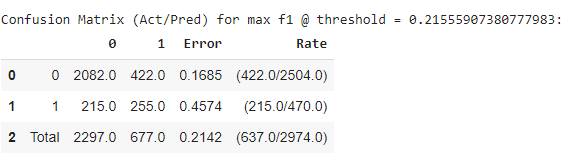 Confusion Matrix (Act/Pred) for max f1 @ threshold = 0.21555907380777983:
0 1 Error Rate
0 0 2082.0 422.0 0.1685 (422.0/2504.0)
1 1 215.0 255.0 0.4574 (215.0/470.0)
2 Total 2297.0 677.0 0.2142 (637.0/2974.0)